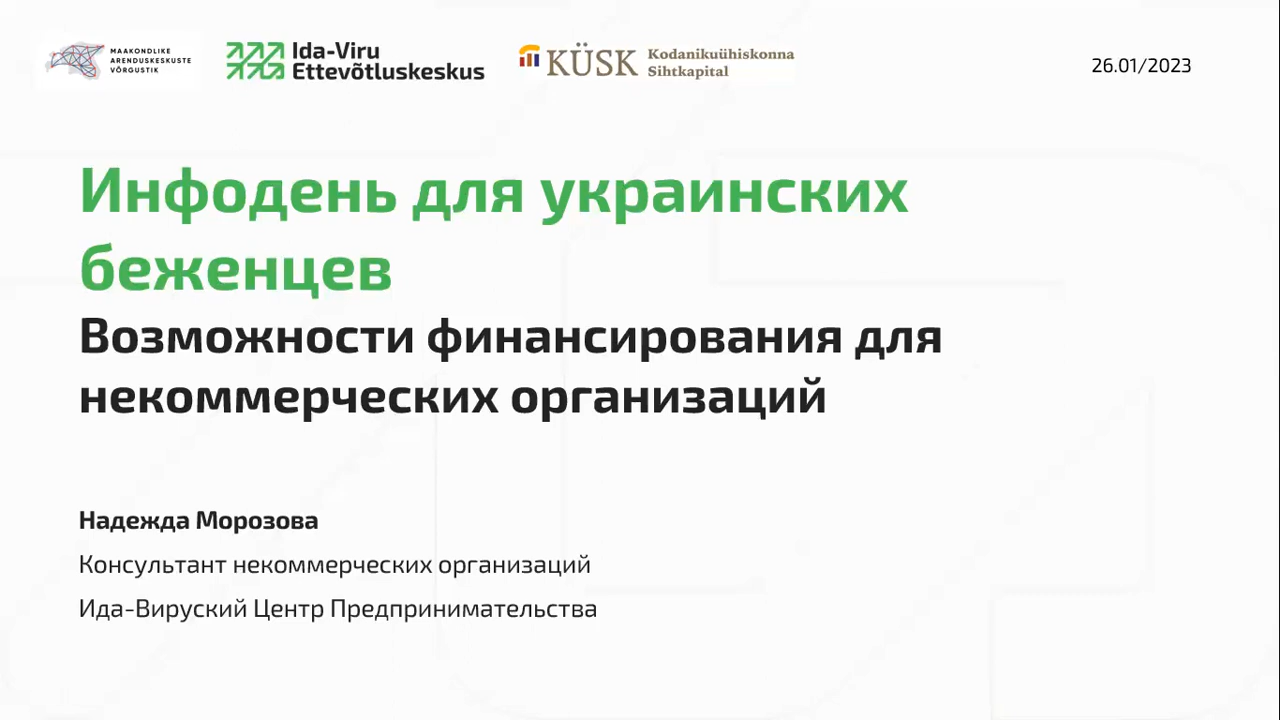 MAAKONDLIKE
ARENDUSKESKUSTE
VÕRGUSTIK
Ida-Viru
Ettevõtluskeskus
KÜSK
Kodanikuühiskonna
Sihtkapital
26.01/2023
Инфодень для украинских
беженцев
Возможности финансирования для
некоммерческих организаций
Надежда Морозова
Консультант некоммерческих организаций
Ида-Вируский Центр Предпринимательства